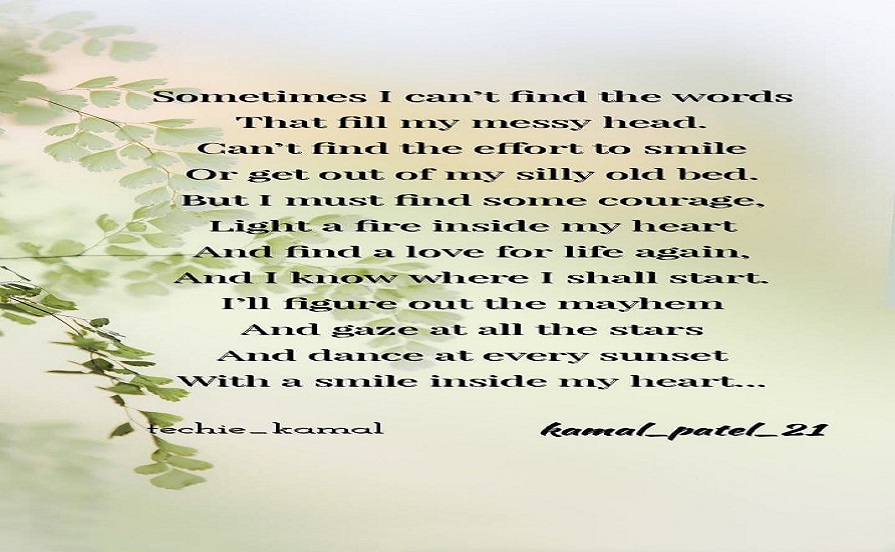 Sometimes I can't find the words
That fill my messy head.
Can't find the effort to smile
Or get out of my silly old bed.
But I must find some courage,
Light a fire inside my heart
And find a love for life again,
And I know where I shall start.
I'll figure out the mayhem
And gaze at all the stars
And dance at every sunset
With a smile inside my heart...
techie_kamal kamal_patel_21